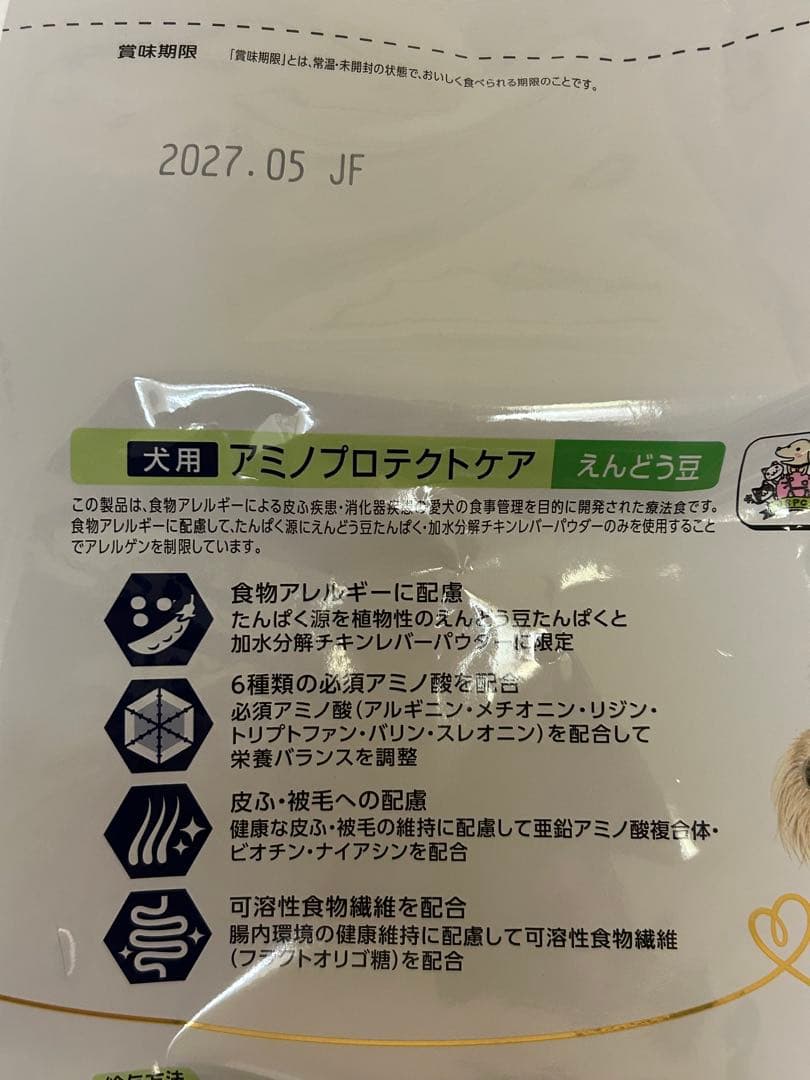 賞味期限 「賞味期限」とは、常温・未開封の状態で、おいしく食べられる期限のことです。
2027.05 JF
犬用 アミノプロテクトケア えんどう豆
この製品は、食物アレルギーによる皮ふ疾患・消化器疾患の愛犬の食事管理を目的に開発された療法食です。
食物アレルギーに配慮して、たんぱく源にえんどう豆たんぱく・加水分解チキンレバーパウダーのみを使用すること
でアレルゲンを制限しています。
食物アレルギーに配慮
たんぱく源を植物性のえんどう豆たんぱくと
加水分解チキンレバーパウダーに限定
6種類の必須アミノ酸を配合
必須アミノ酸(アルギニン・メチオニン・リジン・
トリプトファン・バリン・スレオニン)を配合して
栄養バランスを調整
皮ふ・被毛への配慮
健康な皮ふ・被毛の維持に配慮して亜鉛アミノ酸複合体・
ビオチン・ナイアシンを配合
可溶性食物繊維を配合
腸内環境の健康維持に配慮して可溶性食物繊維
(フラクトオリゴ糖)を配合